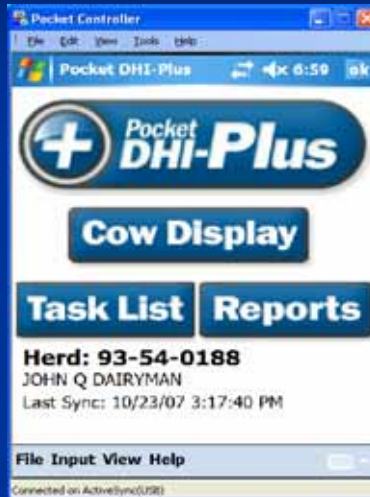 Pocket Controller
File Edit View Tools Help
Pocket DHI-Plus 6:59 ok
Pocket
DHI-Plus
Cow Display
Task List Reports
Herd: 93-54-0188
JOHN Q DAIRYMAN
Last Sync: 10/23/07 3:17:40 PM
File Input View Help
Connected on ActiveSync(USB)